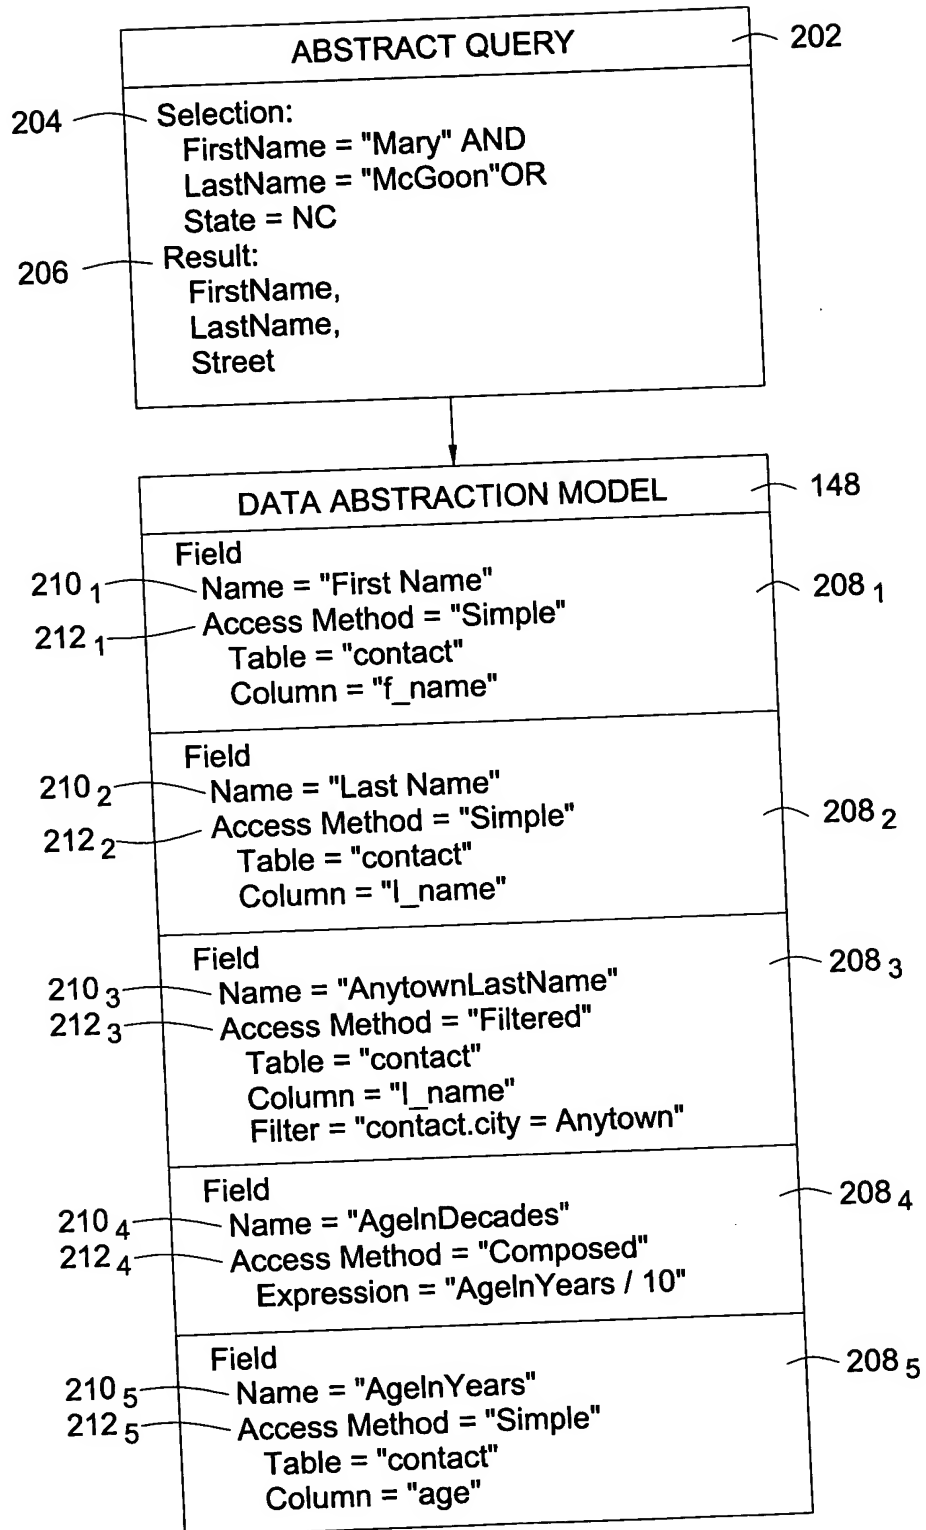 ABSTRACT QUERY 202
204 Selection:
FirstName = "Mary" AND
LastName = "McGoon"OR
State = NC
206 Result:
FirstName,
LastName,
Street
DATA ABSTRACTION MODEL 148
Field
210 1 Name = "First Name" 208 1
212 1 Access Method = "Simple"
Table = "contact"
Column = "f_name"
Field
210 2 Name = "Last Name"
212 2 Access Method = "Simple" 208 2
Table = "contact"
Column = "l_name"
Field 208 3
210 3 Name = "AnytownLastName"
212 3 Access Method = "Filtered"
Table = "contact"
Column = "l_name"
Filter = "contact.city = Anytown"
Field 208 4
210 4 Name = "AgeInDecades"
212 4 Access Method = "Composed"
Expression = "AgeInYears / 10"
Field 208 5
210 5 Name = "AgeInYears"
212 5 Access Method = "Simple"
Table = "contact"
Column = "age"